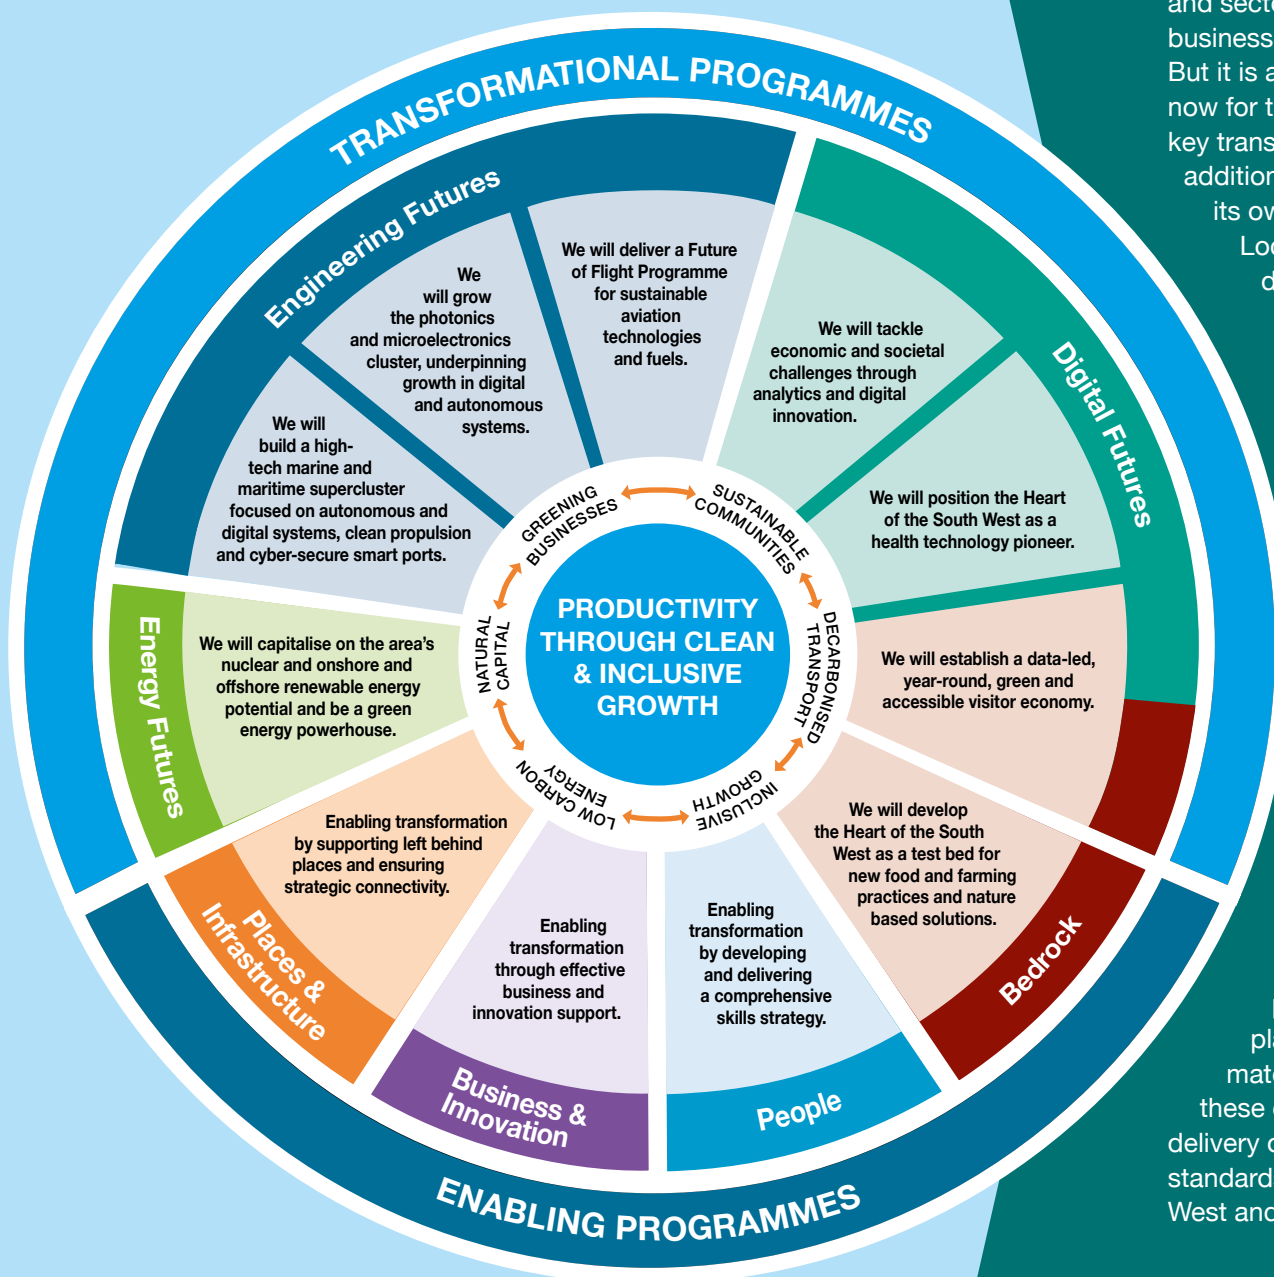 TRANSFORMATIONAL PROGRAMMES
Engineering Futures
We will
build a high-
tech marine and
maritime supercluster
focused on autonomous and
digital systems, clean propulsion
and cyber-secure smart ports.
We
will grow
the photonics
and microelectronics
cluster, underpinning
growth in digital
and autonomous
systems.
We will deliver a Future
of Flight Programme
for sustainable
aviation
technologies
and fuels.
Digital Futures
We will tackle
economic and societal
challenges through
analytics and digital
innovation.
We will position the Heart
of the South West as a
health technology pioneer.
We will establish a data-led,
year-round, green and
accessible visitor economy.
Bedrock
We will develop
the Heart of the South
West as a test bed for
new food and farming
practices and nature
based solutions.
People
Enabling
transformation
by developing
and delivering
a comprehensive
skills strategy.
Business &
Innovation
Enabling
transformation
through effective
business and
innovation support.
Places &
Infrastructure
Enabling transformation
by supporting left behind
places and ensuring
strategic connectivity.
Energy Futures
We will capitalise on the area's
nuclear and onshore and
offshore renewable energy
potential and be a green
energy powerhouse.
ENABLING PROGRAMMES
GREENING
BUSINESSES
SUSTAINABLE
COMMUNITIES
DECARBONISED
TRANSPORT
INCLUSIVE
GROWTH
LOW CARBON
ENERGY
NATURAL
CAPITAL
PRODUCTIVITY
THROUGH CLEAN
& INCLUSIVE
GROWTH
and
business
But it is
now for
key
its
these
delivery
standard
West and